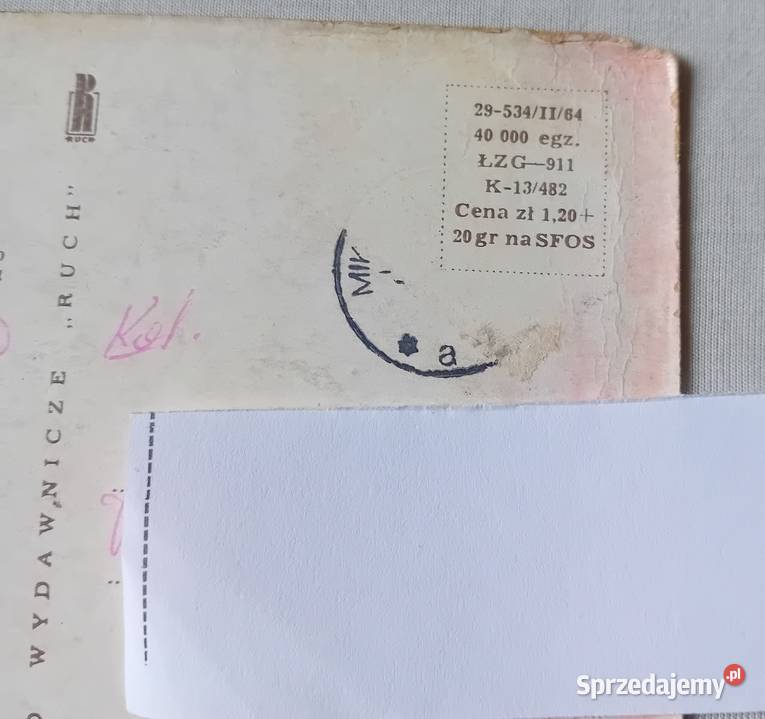 RUCH
29-534/II/64
40 000 egz.
ŁZG—911
K-13/482
Cena zł 1,20+
20 gr na SFOS
WYDAWNICZE „RUCH"
Kol.
a
Sprzedajemy.pl